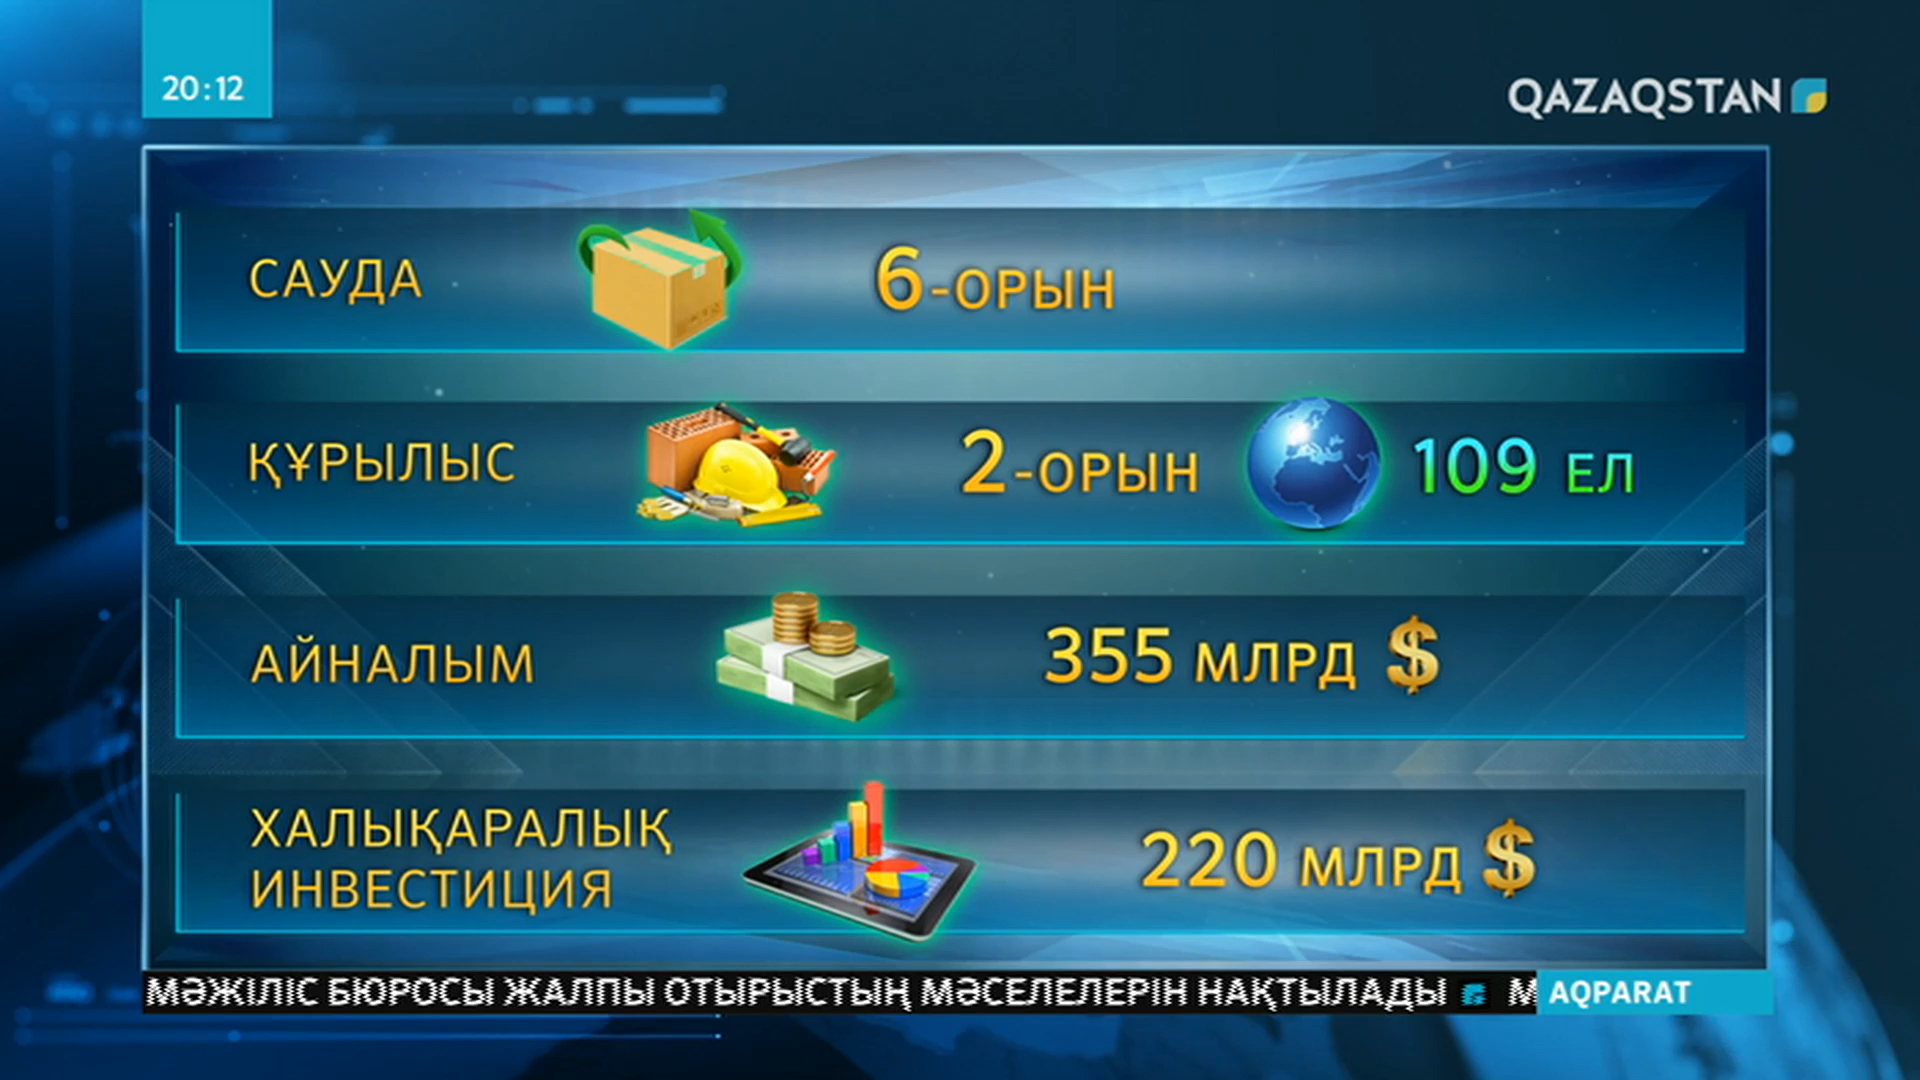 20:12
QAZAQSTAN
САУДА
6-ОРЫН
ҚҰРЫЛЫС
2-ОРЫН
109 ЕЛ
АЙНАЛЫМ
355 МЛРД $
ХАЛЫҚАРАЛЫҚ
ИНВЕСТИЦИЯ
220 МЛРД $
МӘЖІЛІС БЮРОСЫ ЖАЛПЫ ОТЫРЫСТЫҢ МӘСЕЛЕЛЕРІН НАҚТЫЛАДЫ М
AQPARAT